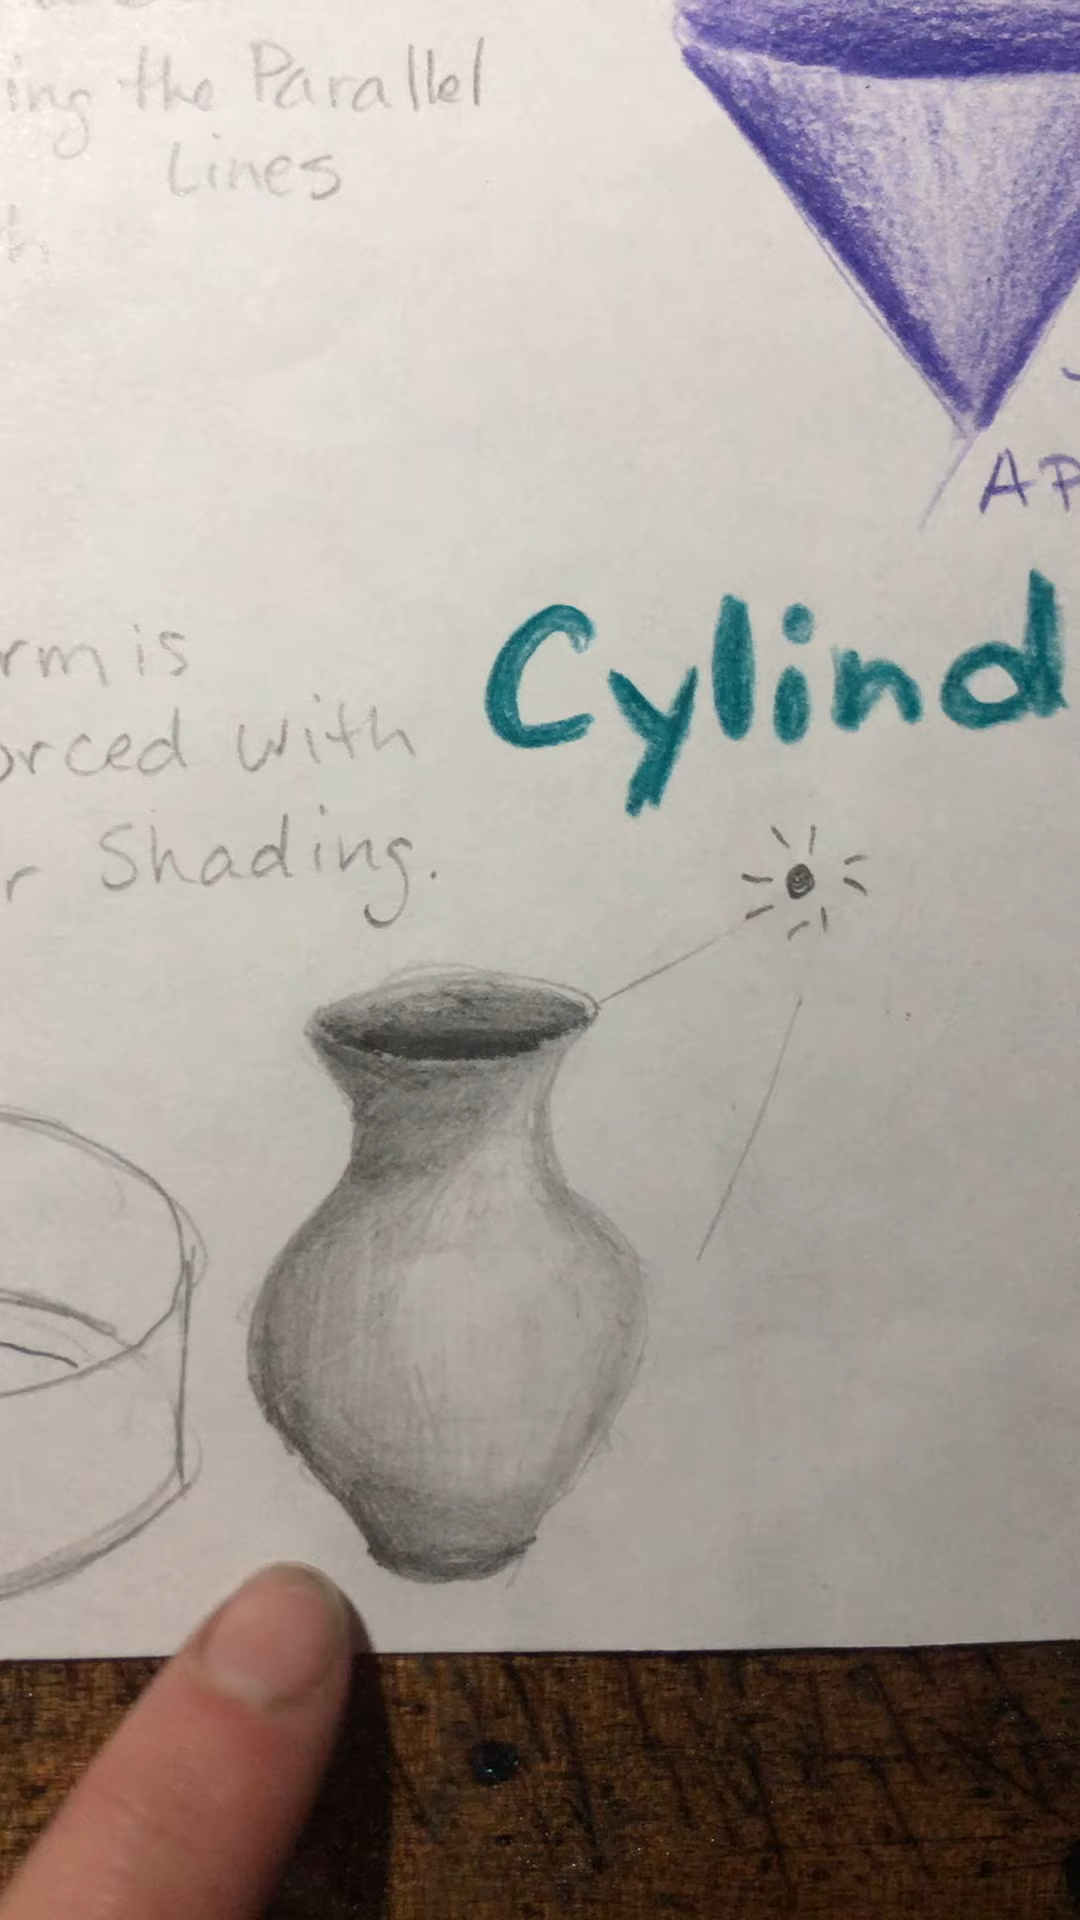 ing the Parallel
Lines
AP
Cylind
rm is
orced with
r Shading.